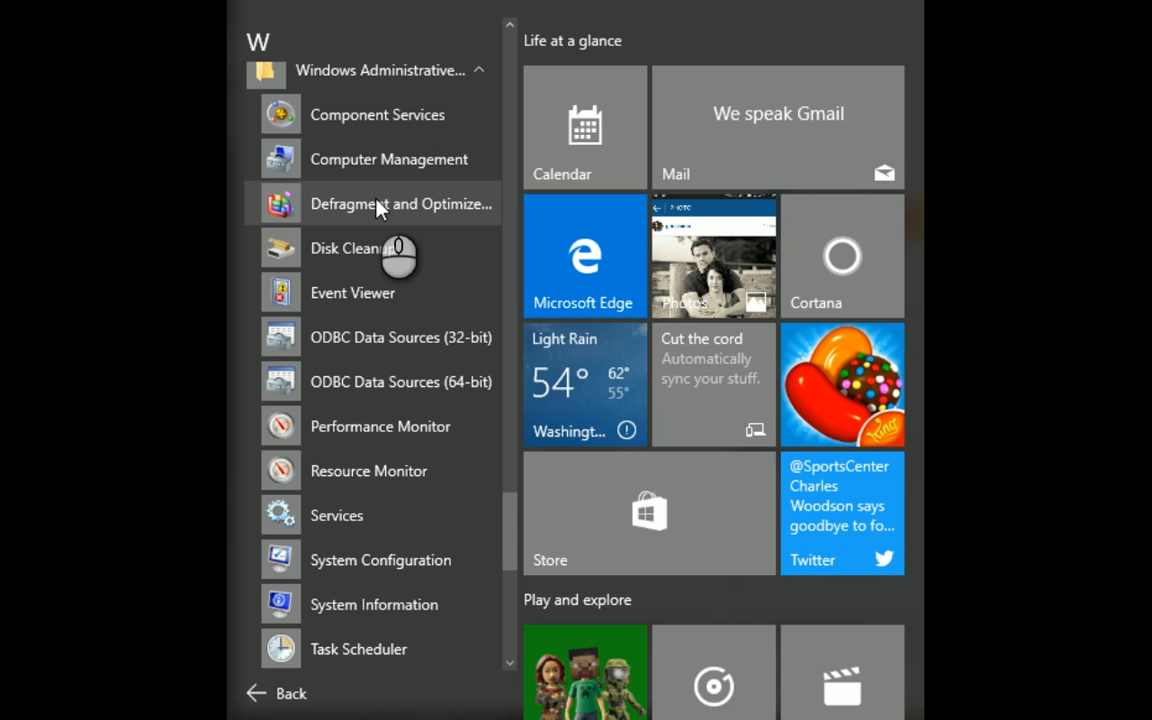 W
Windows Administrative...
Component Services
Computer Management
Defragment and Optimize...
Event Viewer
ODBC Data Sources (32-bit)
ODBC Data Sources (64-bit)
Performance Monitor
Resource Monitor
Services
System Configuration
System Information
Task Scheduler
Back
Life at a glance
Calendar
We speak Gmail
Mail
Microsoft Edge
PHOTO
Photos
Cortana
Light Rain
54° 62°
55°
Washingt...
Cut the cord
Automatically
sync your stuff.
King
Store
@SportsCenter
Charles
Woodson says
goodbye to fo...
Twitter
Play and explore